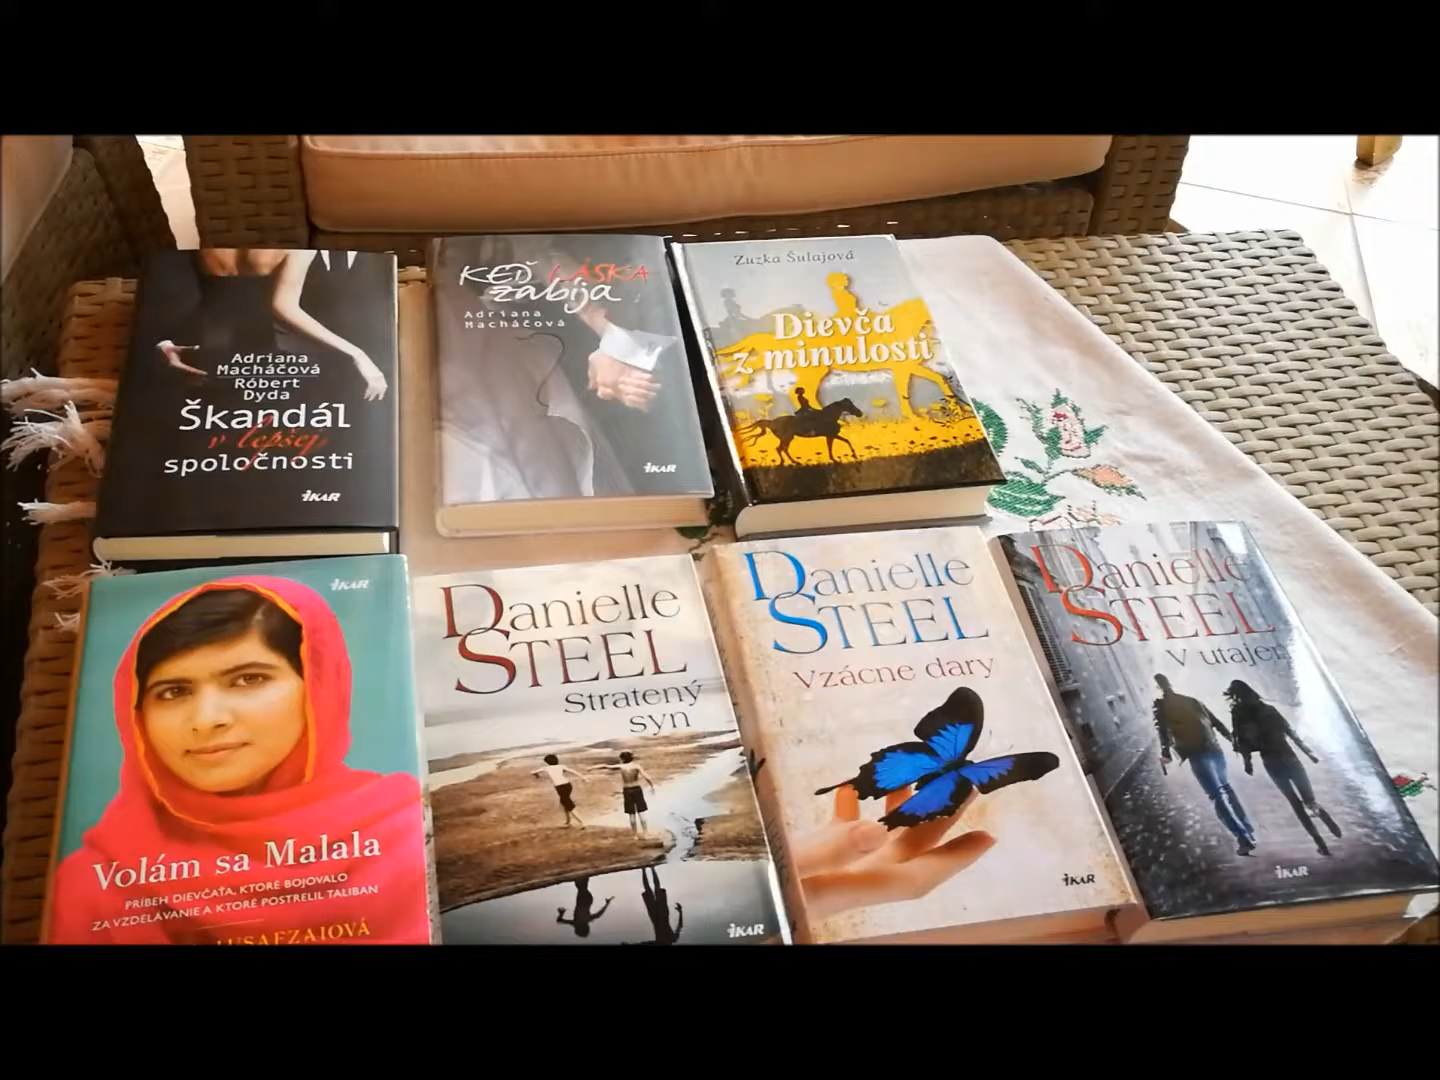 Adriana
Macháčová
Róbert
Dyda
Škandál
v lepšej
spoločnosti
IKAR
KEĎ LÁSKA
zabíja
Adriana
Macháčová
IKAR
Zuzka Šulajová
Dievča
z minulosti
IKAR
Volám sa Malala
PRÍBEH DIEVČAŤA, KTORÉ BOJOVALO
ZA VZDELÁVANIE A KTORÉ POSTRELIL TALIBAN
Danielle
STEEL
Stratený
syn
IKAR
Danielle
STEEL
Vzácne dary
IKAR
Danielle
STEEL
V utajen
IKAR